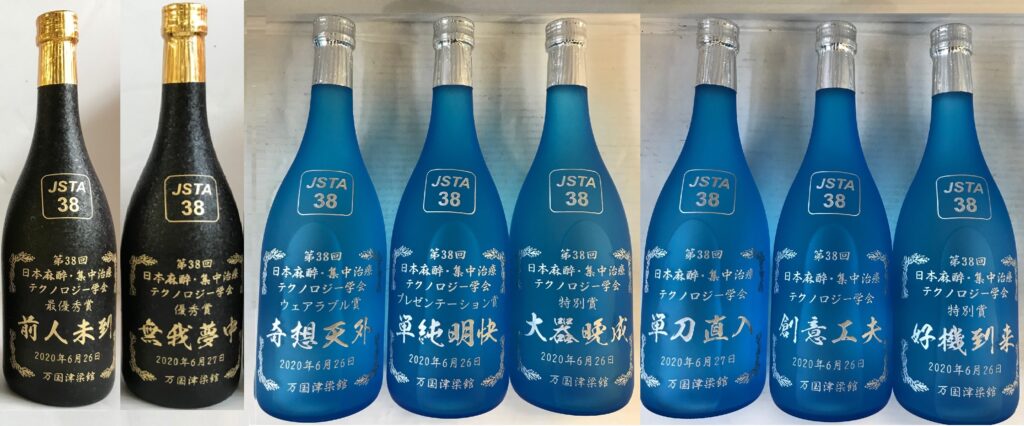 JSTA
38
第38回
日本麻酔・集中治療
テクノロジー学会
最優秀賞
前人未到
2020年6月26日
万国津梁館
JSTA
38
第38回
日本麻酔・集中治療
テクノロジー学会
優秀賞
無我夢中
2020年6月27日
万国津梁館
JSTA
38
第38回
日本麻酔・集中治療
テクノロジー学会
ウェアラブル賞
奇想天外
2020年6月26日
万国津梁館
JSTA
38
第38回
日本麻酔・集中治療
テクノロジー学会
プレゼンテーション賞
単純明快
2020年6月26日
万国津梁館
JSTA
38
第38回
日本麻酔・集中治療
テクノロジー学会
特別賞
大器晩成
2020年6月26日
万国津梁館
JSTA
38
第38回
日本麻酔・集中治療
テクノロジー学会
単刀直入
2020年6月27日
万国津梁館
JSTA
38
第38回
日本麻酔・集中治療
テクノロジー学会
創意工夫
2020年6月26日
万国津梁館
JSTA
38
第38回
日本麻酔・集中治療
テクノロジー学会
特別賞
好機到来
2020年6月26日
万国津梁館